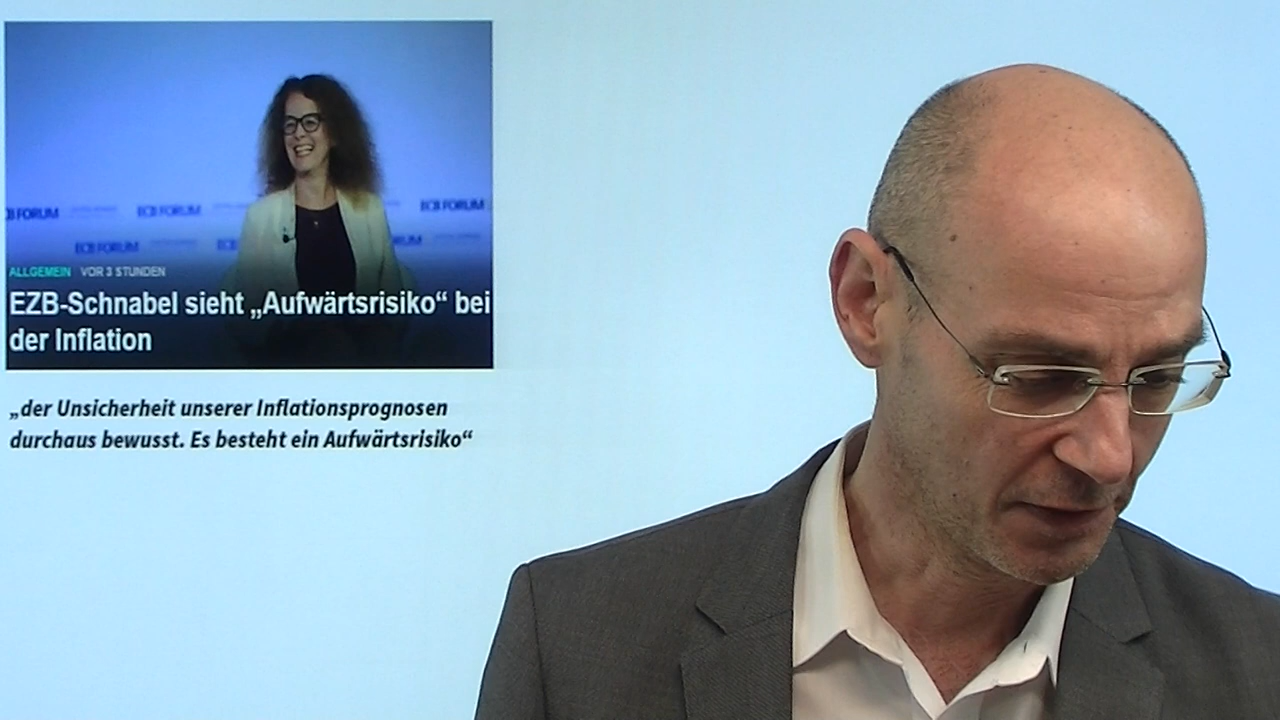 ECB FORUM
ECB FORUM
ECB FORUM
ECB FORUM
ALLGEMEIN VOR 3 STUNDEN
EZB-Schnabel sieht „Aufwärtsrisiko“ bei
der Inflation
„der Unsicherheit unserer Inflationsprognosen
durchaus bewusst. Es besteht ein Aufwärtsrisiko“